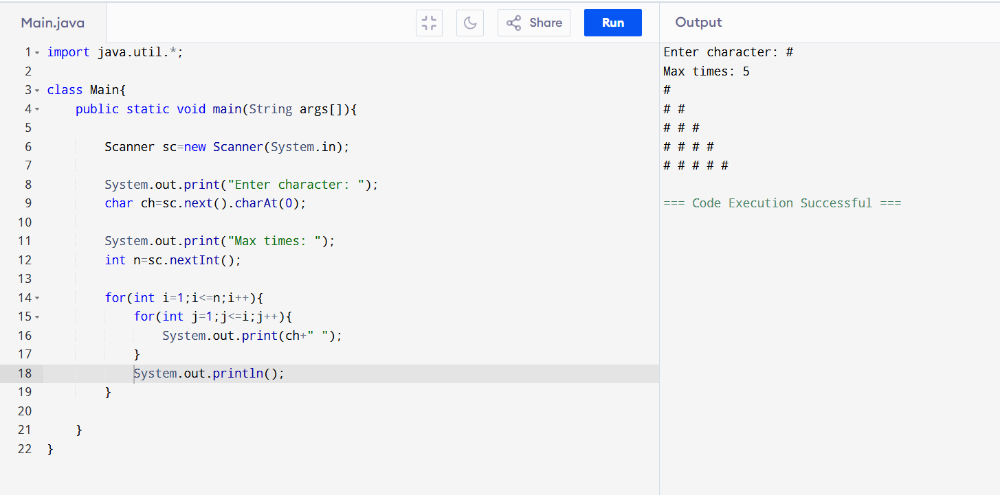 Main.java
Share
Run
Output
1 import java.util.*;
2
3 class Main{
4     public static void main(String args[]){
5
6         Scanner sc=new Scanner(System.in);
7
8         System.out.print("Enter character: ");
9         char ch=sc.next().charAt(0);
10
11         System.out.print("Max times: ");
12         int n=sc.nextInt();
13
14         for(int i=1;i<=n;i++){
15             for(int j=1;j<=i;j++){
16                 System.out.print(ch+" ");
17             }
18             System.out.println();
19         }
20
21     }
22 }
Enter character: #
Max times: 5
#
# #
# # #
# # # #
# # # # #
=== Code Execution Successful ===